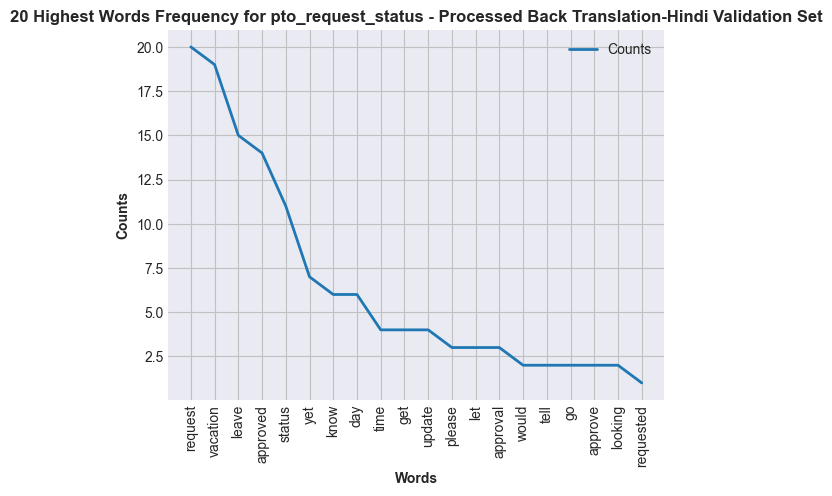 20 Highest Words Frequency for pto_request_status - Processed Back Translation-Hindi Validation Set
Counts
20.0
17.5
15.0
12.5
10.0
7.5
5.0
2.5
Counts
request
vacation
leave
approved
status
yet
know
day
time
get
update
please
let
approval
would
tell
go
approve
looking
requested
Words